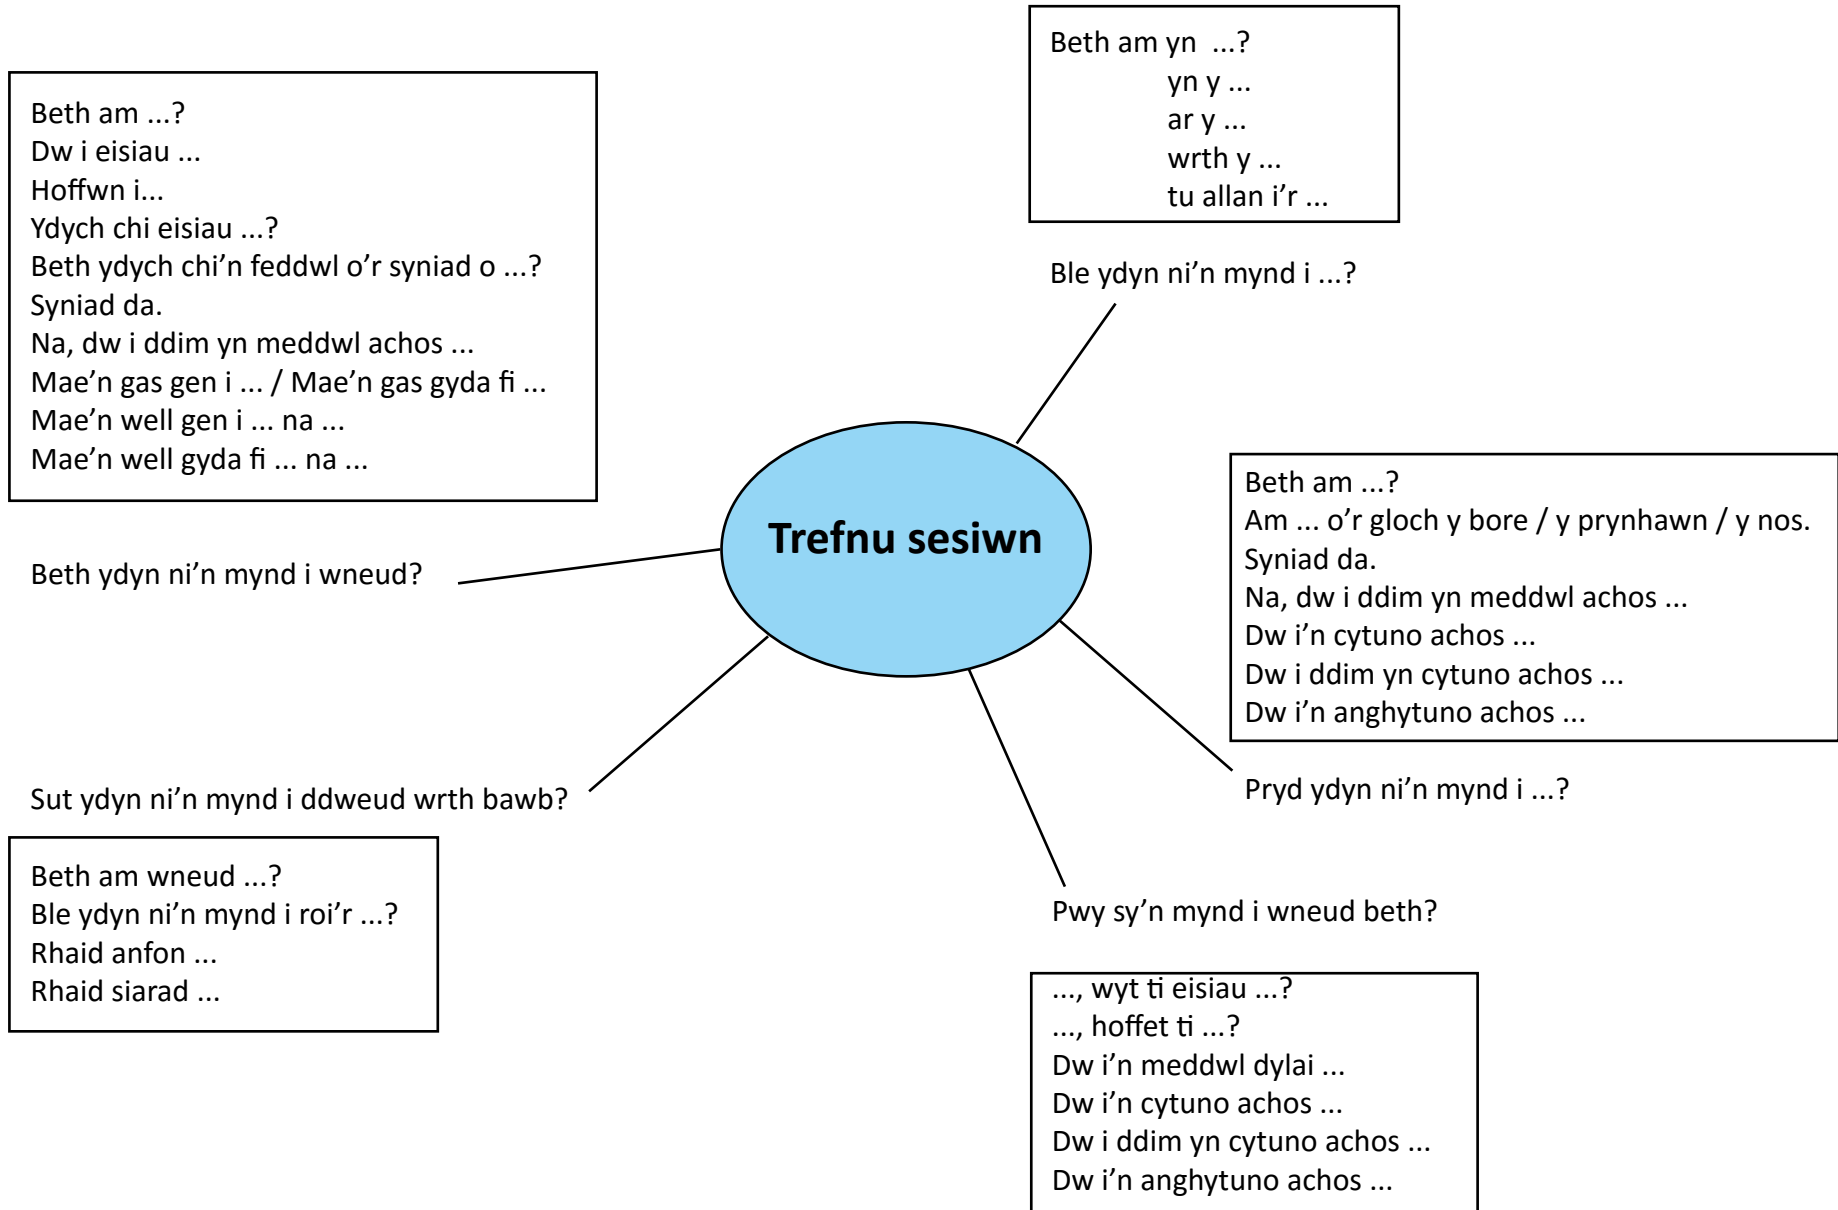 Beth am yn ...?
yn y ...
ar y ...
wrth y ...
tu allan i’r ...
Ble ydyn ni’n mynd i ...?
Beth am ...?
Dw i eisiau ...
Hoffwn i...
Ydych chi eisiau ...?
Beth ydych chi’n feddwl o’r syniad o ...?
Syniad da.
Na, dw i ddim yn meddwl achos ...
Mae’n gas gen i ... / Mae’n gas gyda fi ...
Mae’n well gen i ... na ...
Mae’n well gyda fi ... na ...
Beth ydyn ni’n mynd i wneud?
Trefnu sesiwn
Beth am ...?
Am ... o’r gloch y bore / y prynhawn / y nos.
Syniad da.
Na, dw i ddim yn meddwl achos ...
Dw i’n cytuno achos ...
Dw i ddim yn cytuno achos ...
Dw i’n anghytuno achos ...
Pryd ydyn ni’n mynd i ...?
Sut ydyn ni’n mynd i ddweud wrth bawb?
Beth am wneud ...?
Ble ydyn ni’n mynd i roi’r ...?
Rhaid anfon ...
Rhaid siarad ...
Pwy sy’n mynd i wneud beth?
..., wyt ti eisiau ...?
..., hoffet ti ...?
Dw i’n meddwl dylai ...
Dw i’n cytuno achos ...
Dw i ddim yn cytuno achos ...
Dw i’n anghytuno achos ...